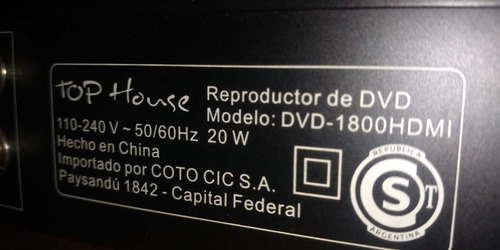 TOP House
Reproductor de DVD
Modelo: DVD-1800HDMI
110-240 V ~ 50/60Hz 20 W
Hecho en China
Importado por COTO CIC S.A.
Paysandú 1842 - Capital Federal
REPUBLICA
S T
ARGENTINA